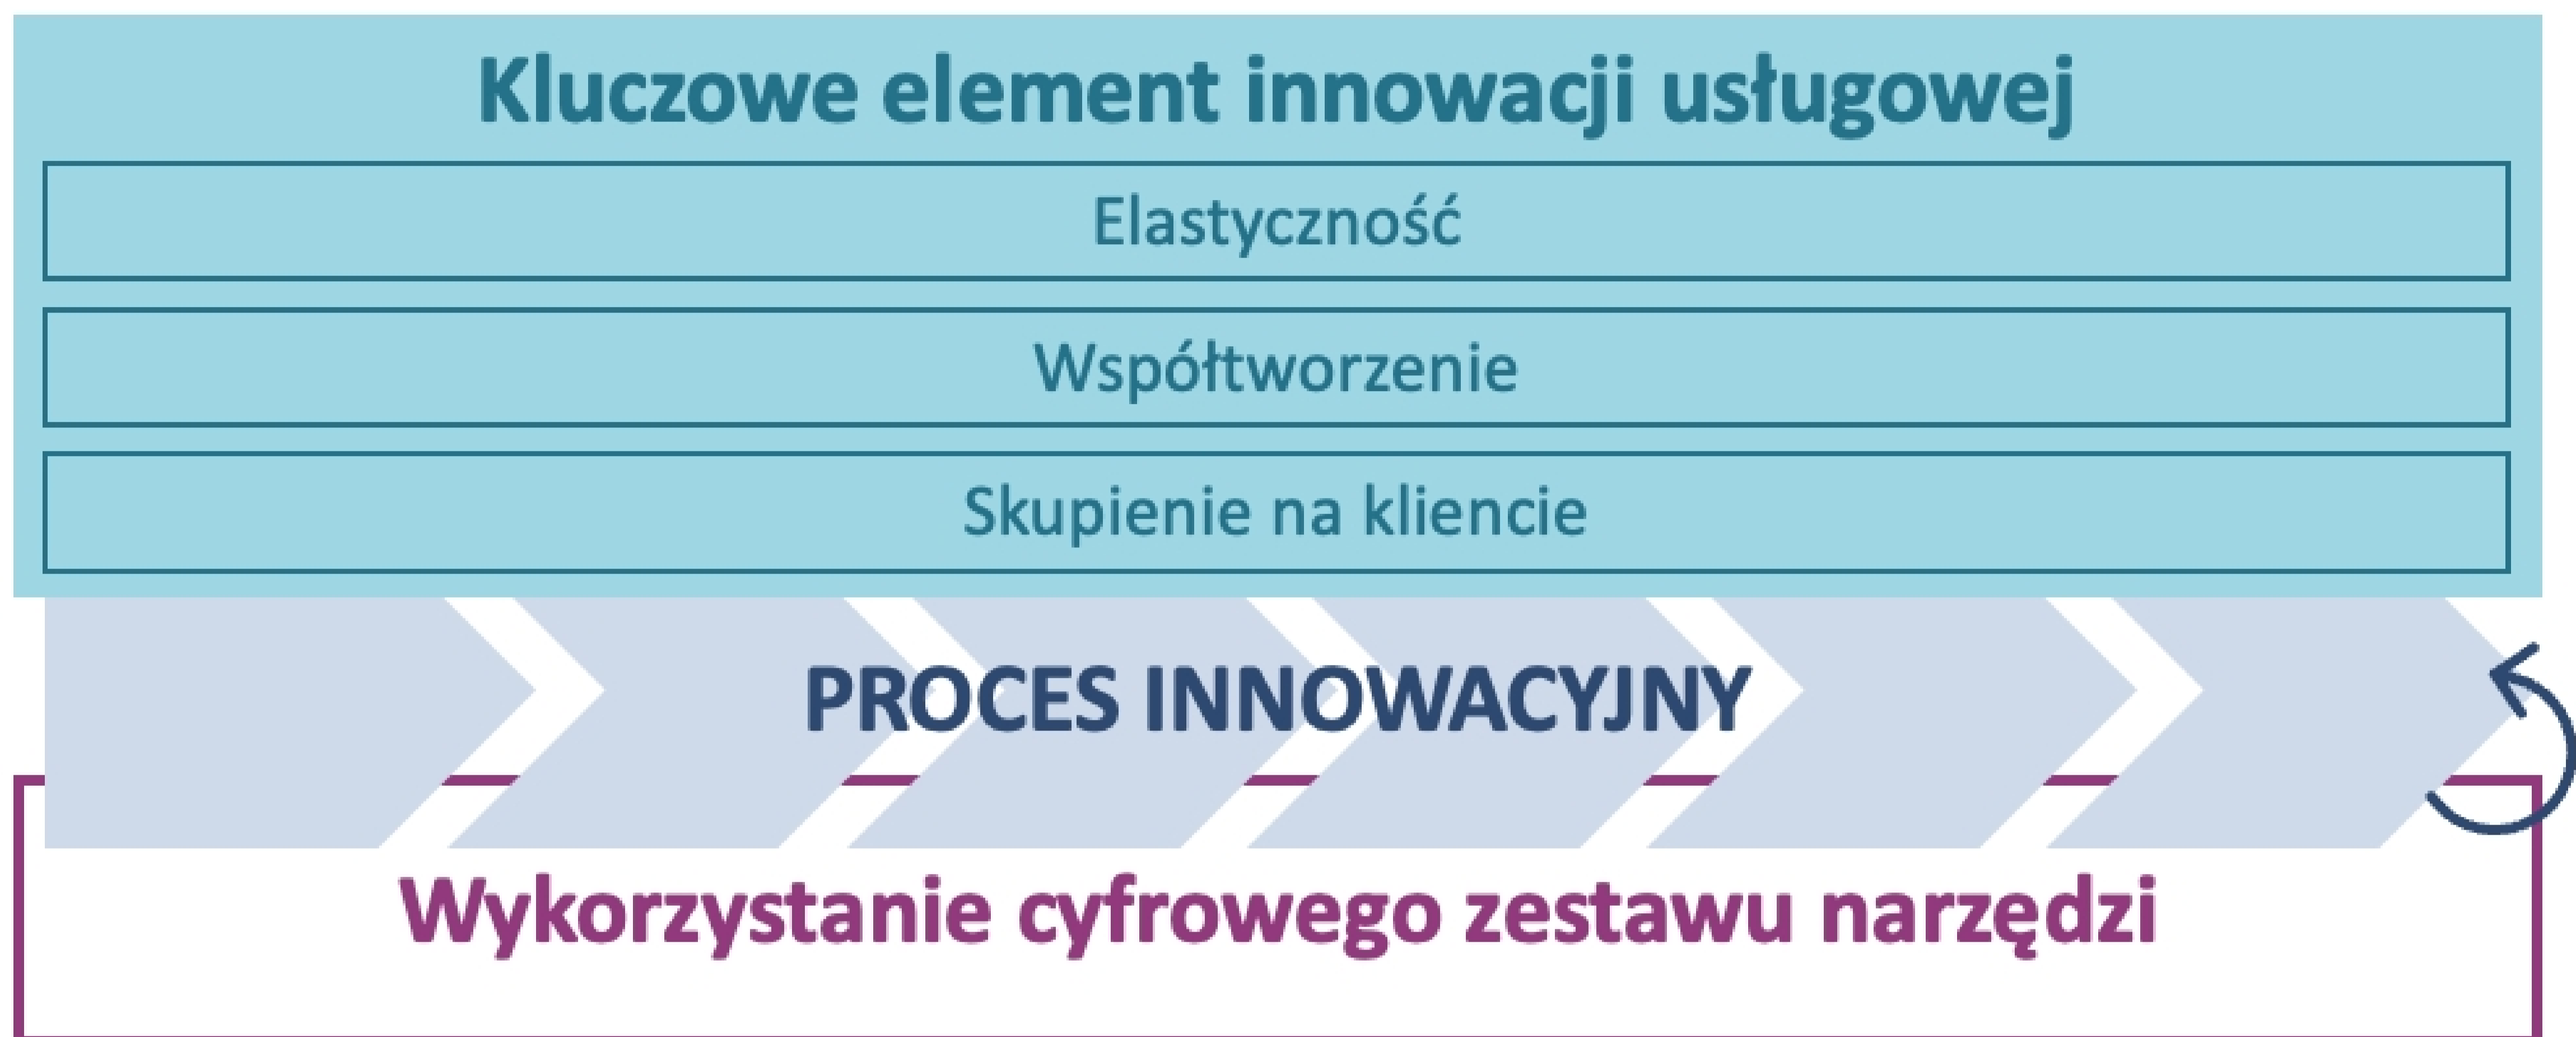 Kluczowe element innowacji usługowej
Elastyczność
Współtworzenie
Skupienie na kliencie
PROCES INNOWACYJNY
Wykorzystanie cyfrowego zestawu narzędzi